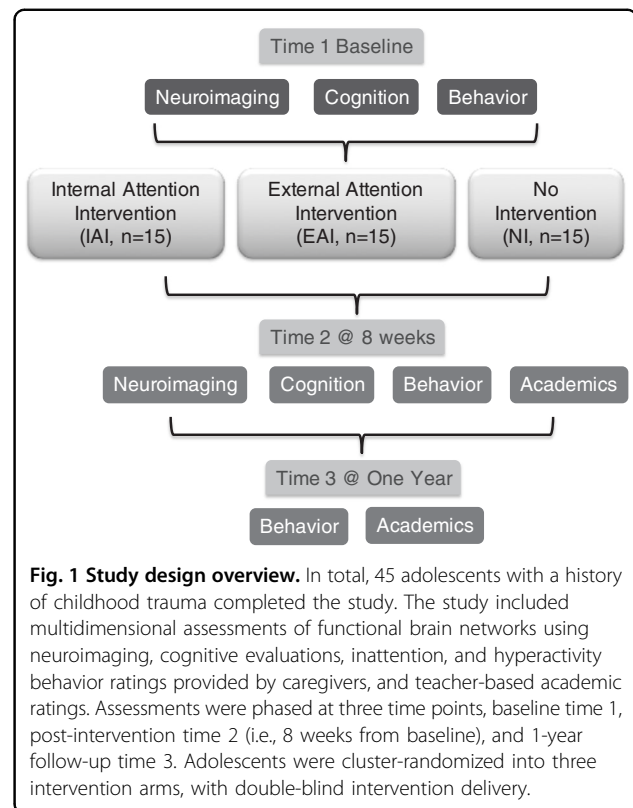 Time 1 Baseline
Neuroimaging Cognition Behavior
Internal Attention
Intervention
(IAI, n=15)
External Attention
Intervention
(EAI, n=15)
No
Intervention
(NI, n=15)
Time 2 @ 8 weeks
Neuroimaging Cognition Behavior Academics
Time 3 @ One Year
Behavior Academics
Fig. 1 Study design overview. In total, 45 adolescents with a history
of childhood trauma completed the study. The study included
multidimensional assessments of functional brain networks using
neuroimaging, cognitive evaluations, inattention, and hyperactivity
behavior ratings provided by caregivers, and teacher-based academic
ratings. Assessments were phased at three time points, baseline time 1,
post-intervention time 2 (i.e., 8 weeks from baseline), and 1-year
follow-up time 3. Adolescents were cluster-randomized into three
intervention arms, with double-blind intervention delivery.